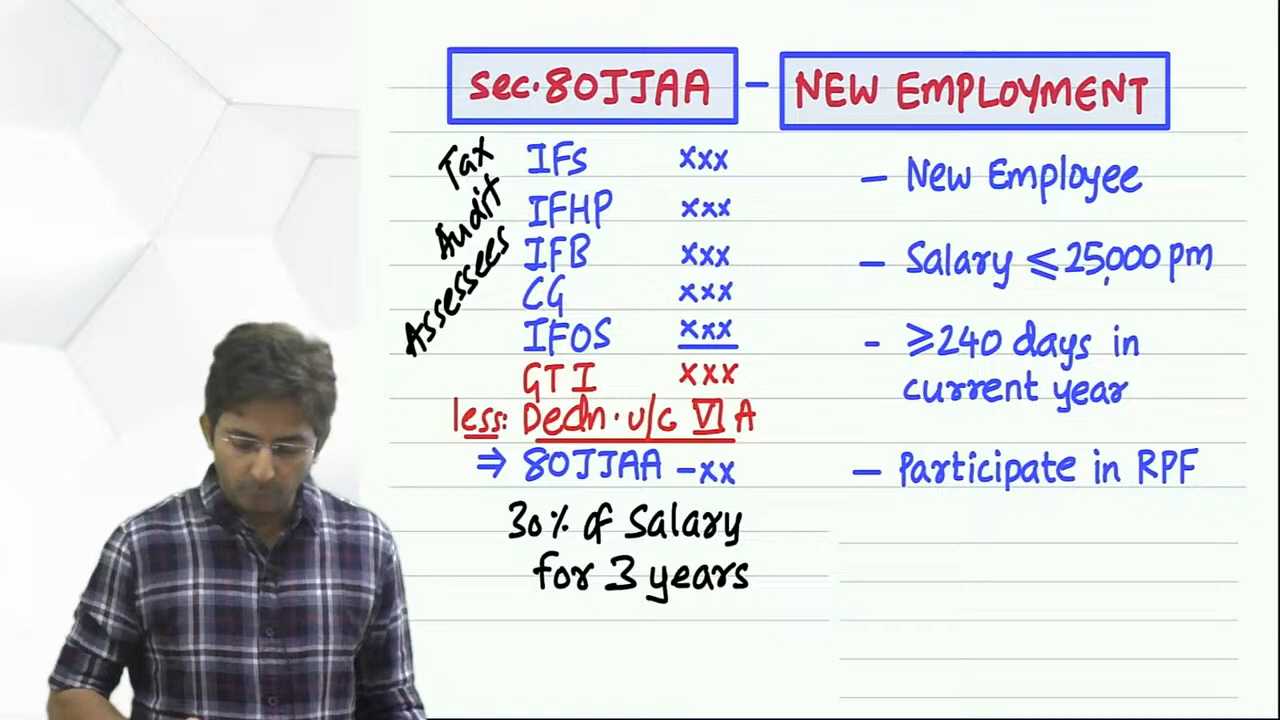 Sec. 80JJAA - NEW EMPLOYMENT
Tax Audit Assessees
IFS xxx
IFHP xxx
IFB xxx
CG xxx
IFOS xxx
GTI xxx
less: Dedn. u/c VI A
⇒ 80JJAA - xx
30% of Salary
for 3 years
- New Employee
- Salary ≤ 25,000 pm
- ≥240 days in
current year
- Participate in RPF